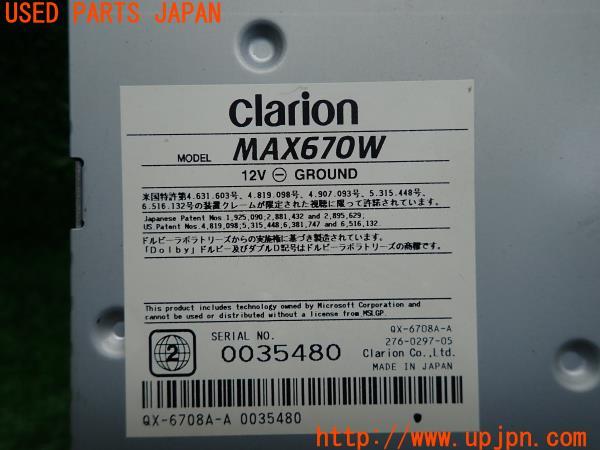 USED PARTS JAPAN
clarion
MODEL MAX670W
12V ⊖ GROUND
米国特許第4.631.603号、4.819.098号、4.907.093号、5.315.448号、
6.516.132号の装置クレームが限定された視聴に限って許諾されています。
Japanese Patent Nos 1,925,090,2,881,432 and 2,895,629,
US.Patent Nos.4,819,098,5,315,448,6,381,747 and 6,516,132.
ドルビーラボラトリーズからの実施権に基づき製造されています。
「Dolby」ドルビー及びダブルD記号はドルビーラボラトリーズの商標です。
This product includes technology owned by Microsoft Corporation and
cannot be used or distributed without a license from MSLGP.
2
SERIAL NO.
0035480
QX-6708A-A
276-0297-05
Clarion Co.,Ltd.
MADE IN JAPAN
QX-6708A-A 0035480
http://www.upjpn.com/